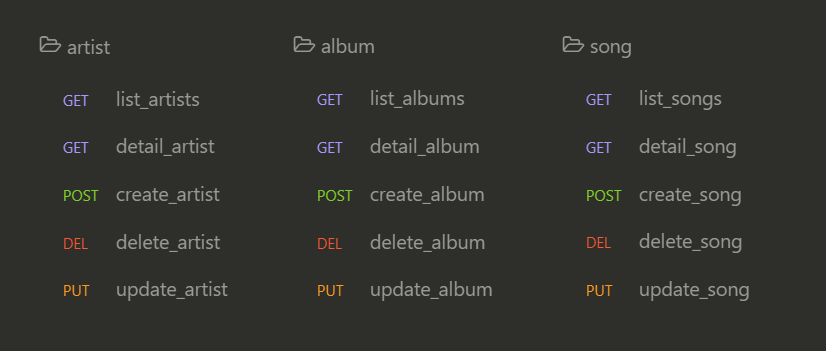 artist
GET list_artists
GET detail_artist
POST create_artist
DEL delete_artist
PUT update_artist
album
GET list_albums
GET detail_album
POST create_album
DEL delete_album
PUT update_album
song
GET list_songs
GET detail_song
POST create_song
DEL delete_song
PUT update_song